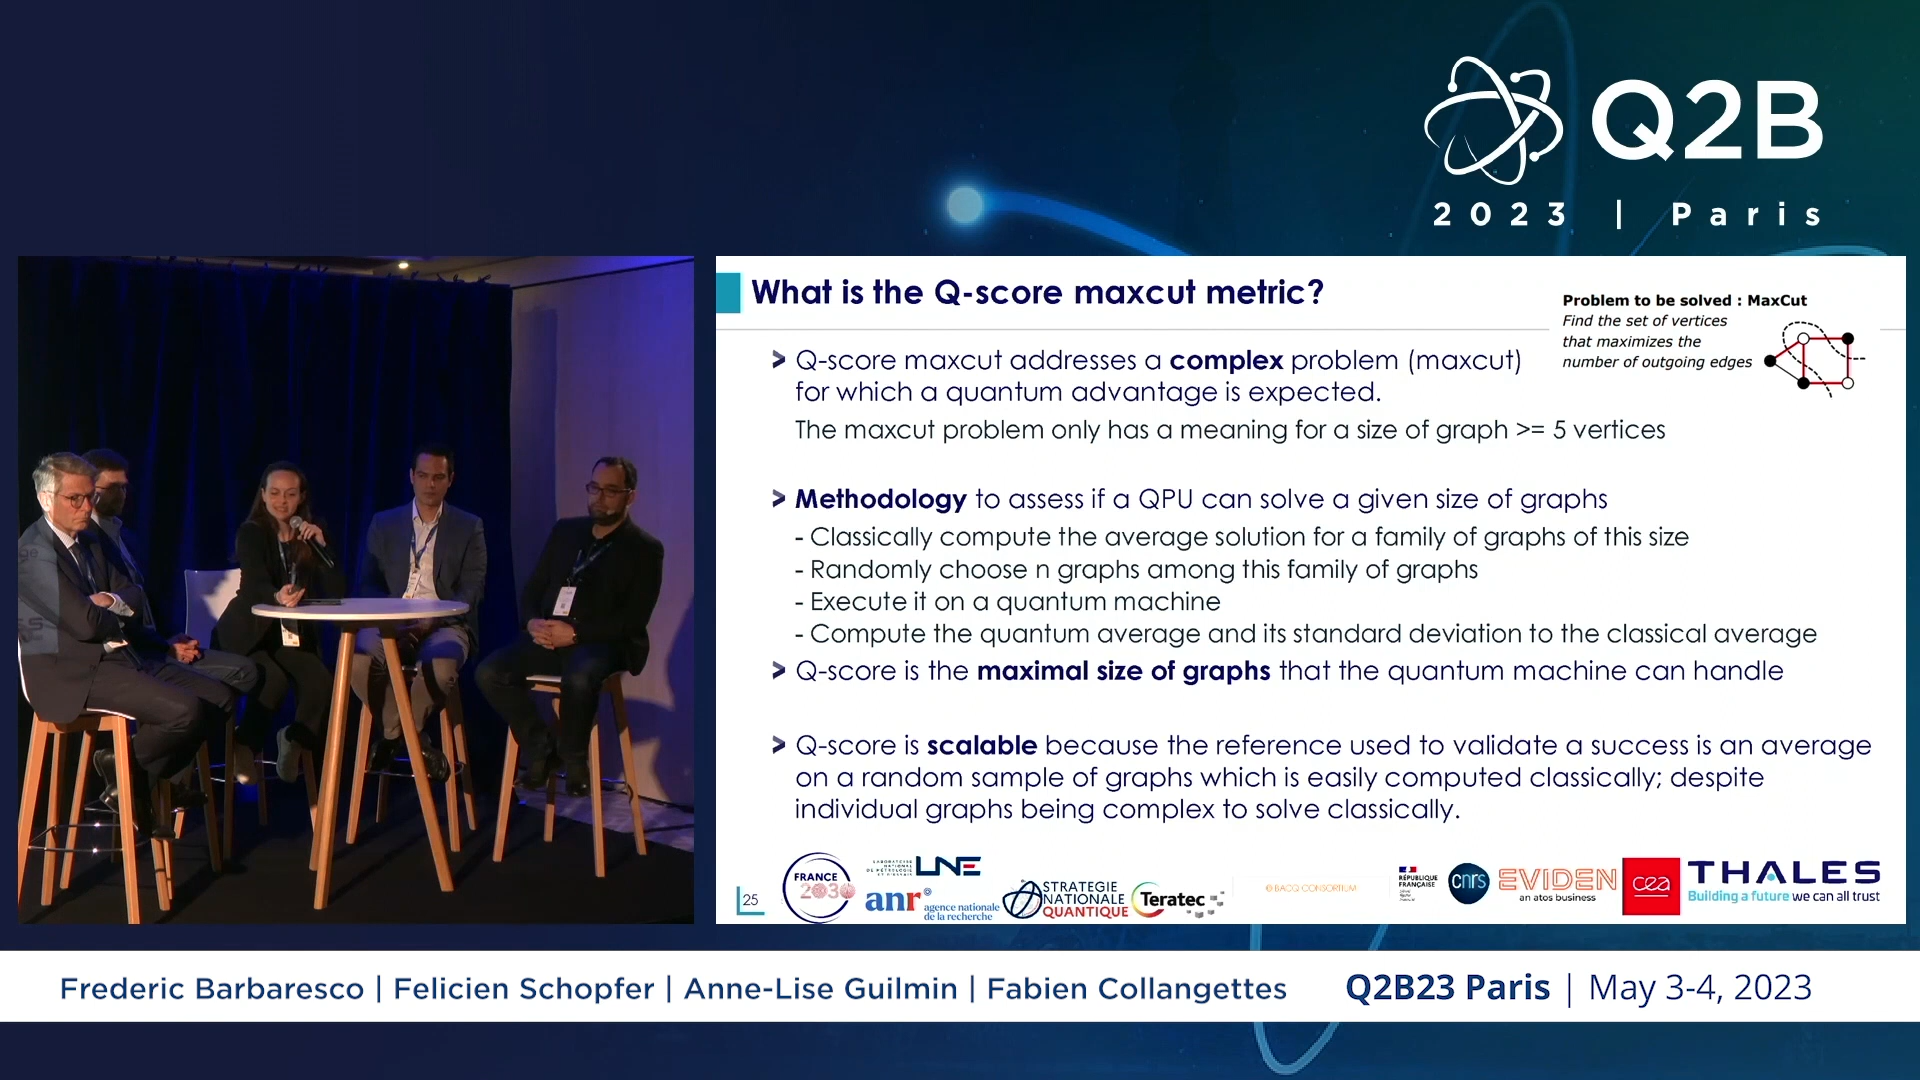 Q2B
2023 | Paris
What is the Q-score maxcut metric?
Problem to be solved : MaxCut
Find the set of vertices
that maximizes the
number of outgoing edges
> Q-score maxcut addresses a complex problem (maxcut)
for which a quantum advantage is expected.
The maxcut problem only has a meaning for a size of graph >= 5 vertices
> Methodology to assess if a QPU can solve a given size of graphs
- Classically compute the average solution for a family of graphs of this size
- Randomly choose n graphs among this family of graphs
- Execute it on a quantum machine
- Compute the quantum average and its standard deviation to the classical average
> Q-score is the maximal size of graphs that the quantum machine can handle
> Q-score is scalable because the reference used to validate a success is an average
on a random sample of graphs which is easily computed classically; despite
individual graphs being complex to solve classically.
25
FRANCE
2030
LNE
anr
agence nationale
de la recherche
STRATEGIE
NATIONALE
QUANTIQUE
Teratec
© BACQ CONSORTIUM
RÉPUBLIQUE
FRANÇAISE
cnrs
EVIDEN
an atos business
cea
THALES
Building a future we can all trust
Frederic Barbaresco | Felicien Schopfer | Anne-Lise Guilmin | Fabien Collangettes
Q2B23 Paris | May 3-4, 2023